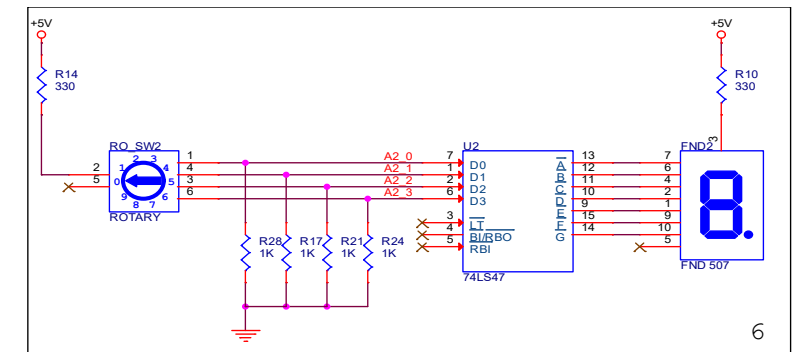 +5V
+5V
R14
330
R10
330
RO_SW2
2 3
1 4
0 5
9 6
8 7
ROTARY
2
5
1
4
3
6
A2_0
A2_1
A2_2
A2_3
R28
1K
R17
1K
R21
1K
R24
1K
U2
7
1
2
6
3
4
5
D0
D1
D2
D3
LT
BI/RBO
RBI
A
B
C
D
E
F
G
13
12
11
10
9
15
14
74LS47
3
FND2
7
6
4
2
1
9
10
5
8.
FND 507
6